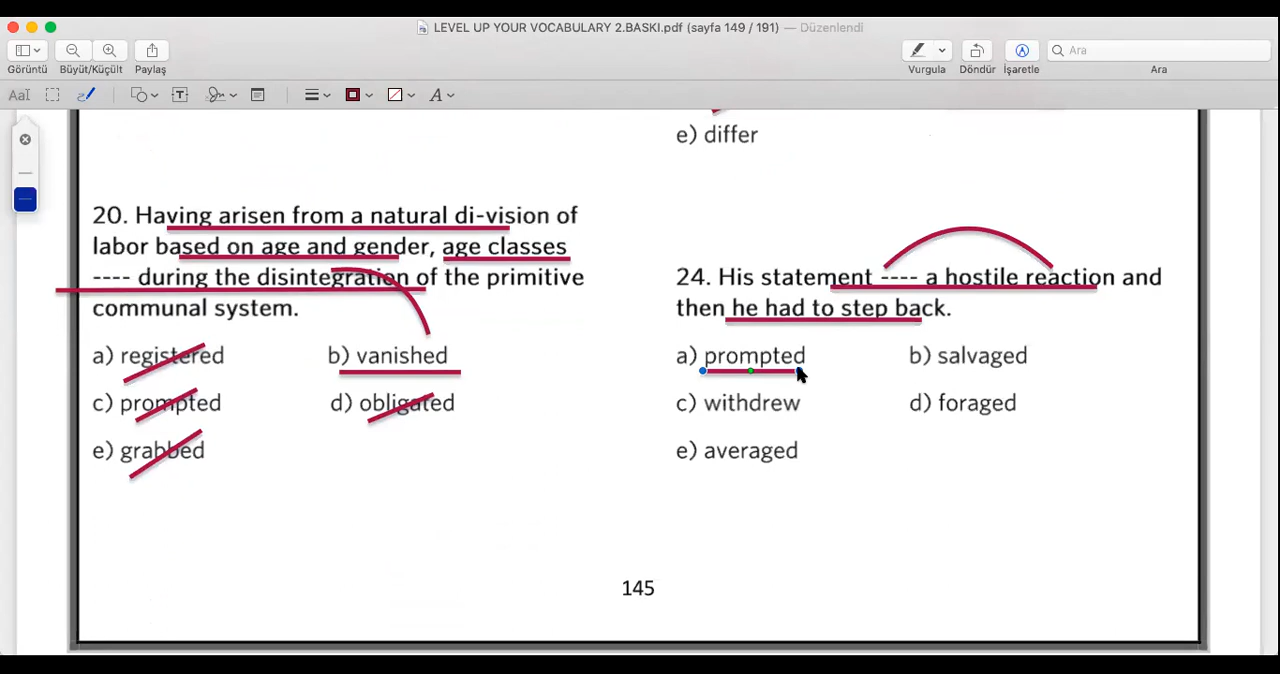 LEVEL UP YOUR VOCABULARY 2.BASKI.pdf (sayfa 149 / 191) — Düzenlendi
Görüntü Büyüt/Küçült Paylaş Vurgula Döndür İşaretle Ara
Ara
AaI T A
20. Having arisen from a natural di-vision of
labor based on age and gender, age classes
---- during the disintegration of the primitive
communal system.
a) registered b) vanished
c) prompted d) obligated
e) grabbed
e) differ
24. His statement ---- a hostile reaction and
then he had to step back.
a) prompted b) salvaged
c) withdrew d) foraged
e) averaged
145